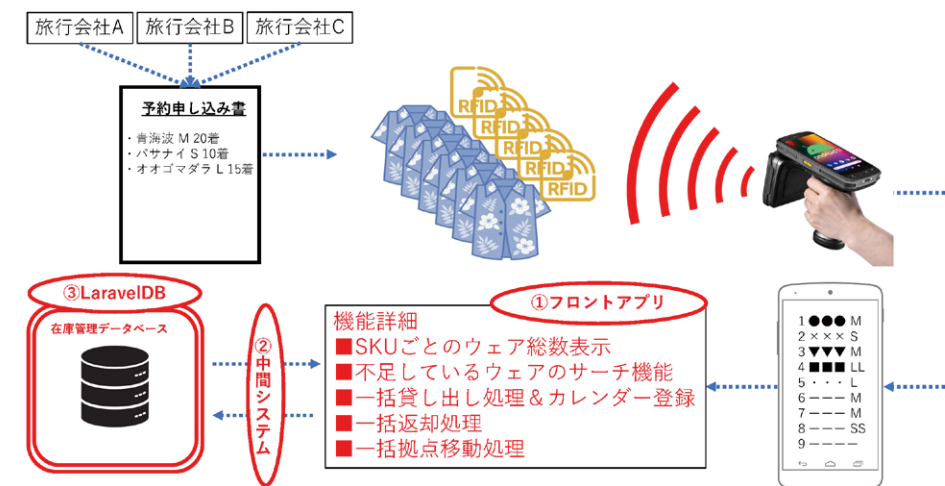 旅行会社A
旅行会社B
旅行会社C
予約申し込み書
・青海波 M 20着
・バサナイ S 10着
・オオゴマダラ L 15着
RFID
RFID
RFID
RFID
RFID
RFID
android
③LaravelDB
在庫管理データベース
②中間システム
①フロントアプリ
機能詳細
■SKUごとのウェア総数表示
■不足しているウェアのサーチ機能
■一括貸し出し処理&カレンダー登録
■一括返却処理
■一括拠点移動処理
1 ●●● M
2 ××× S
3 ▼▼▼ M
4 ■■■ LL
5 ・・・ L
6 ――― M
7 ――― M
8 ――― SS
9 ――――